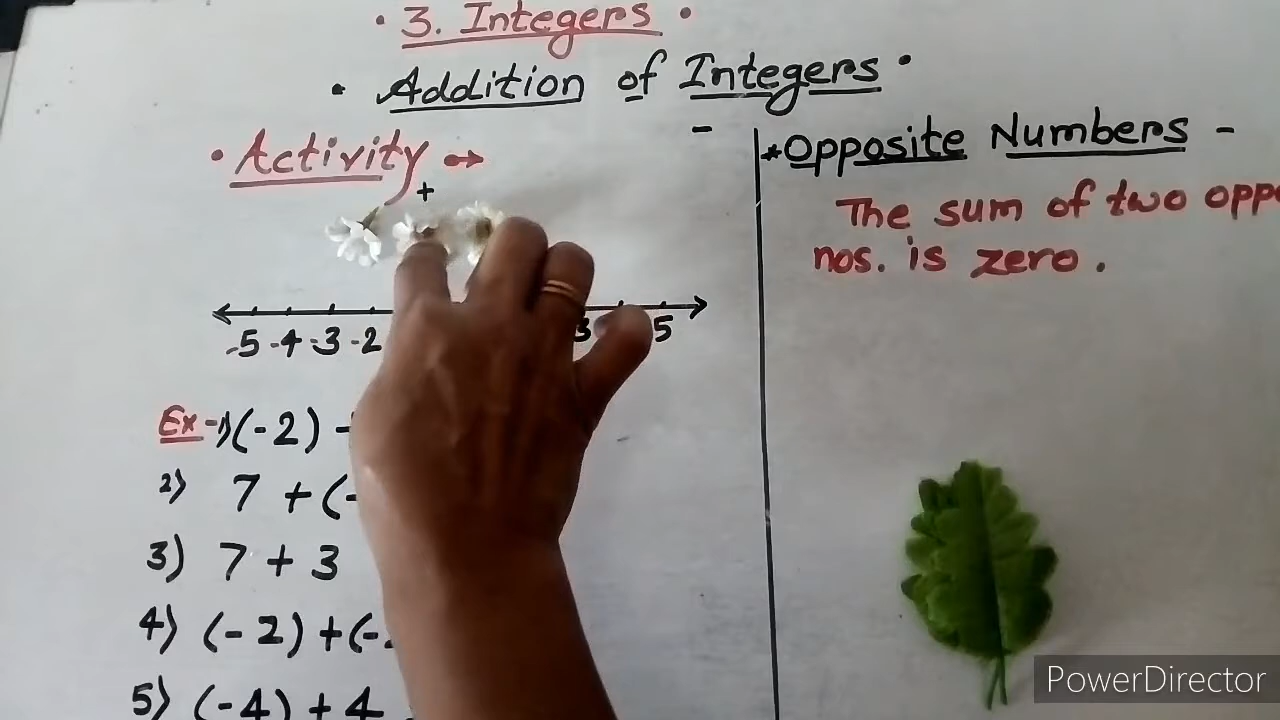 • 3. Integers •
• Addition of Integers •
• Activity →
+
-
-5 -4 -3 -2 3 5
Ex - 1) (-2) -
2) 7 + (-
3) 7 + 3
4) (-2) + (-
5) (-4) + 4
* Opposite Numbers -
The sum of two oppo
nos. is zero.
PowerDirector